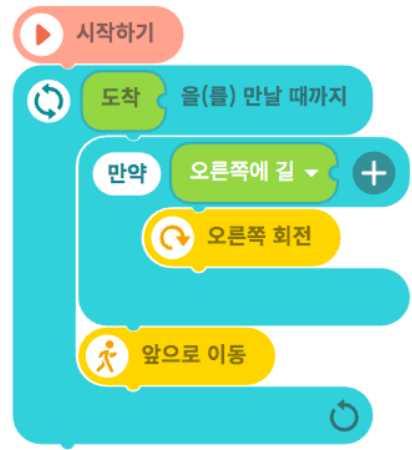 시작하기
도착 을(를) 만날 때까지
만약 오른쪽에 길
오른쪽 회전
앞으로 이동